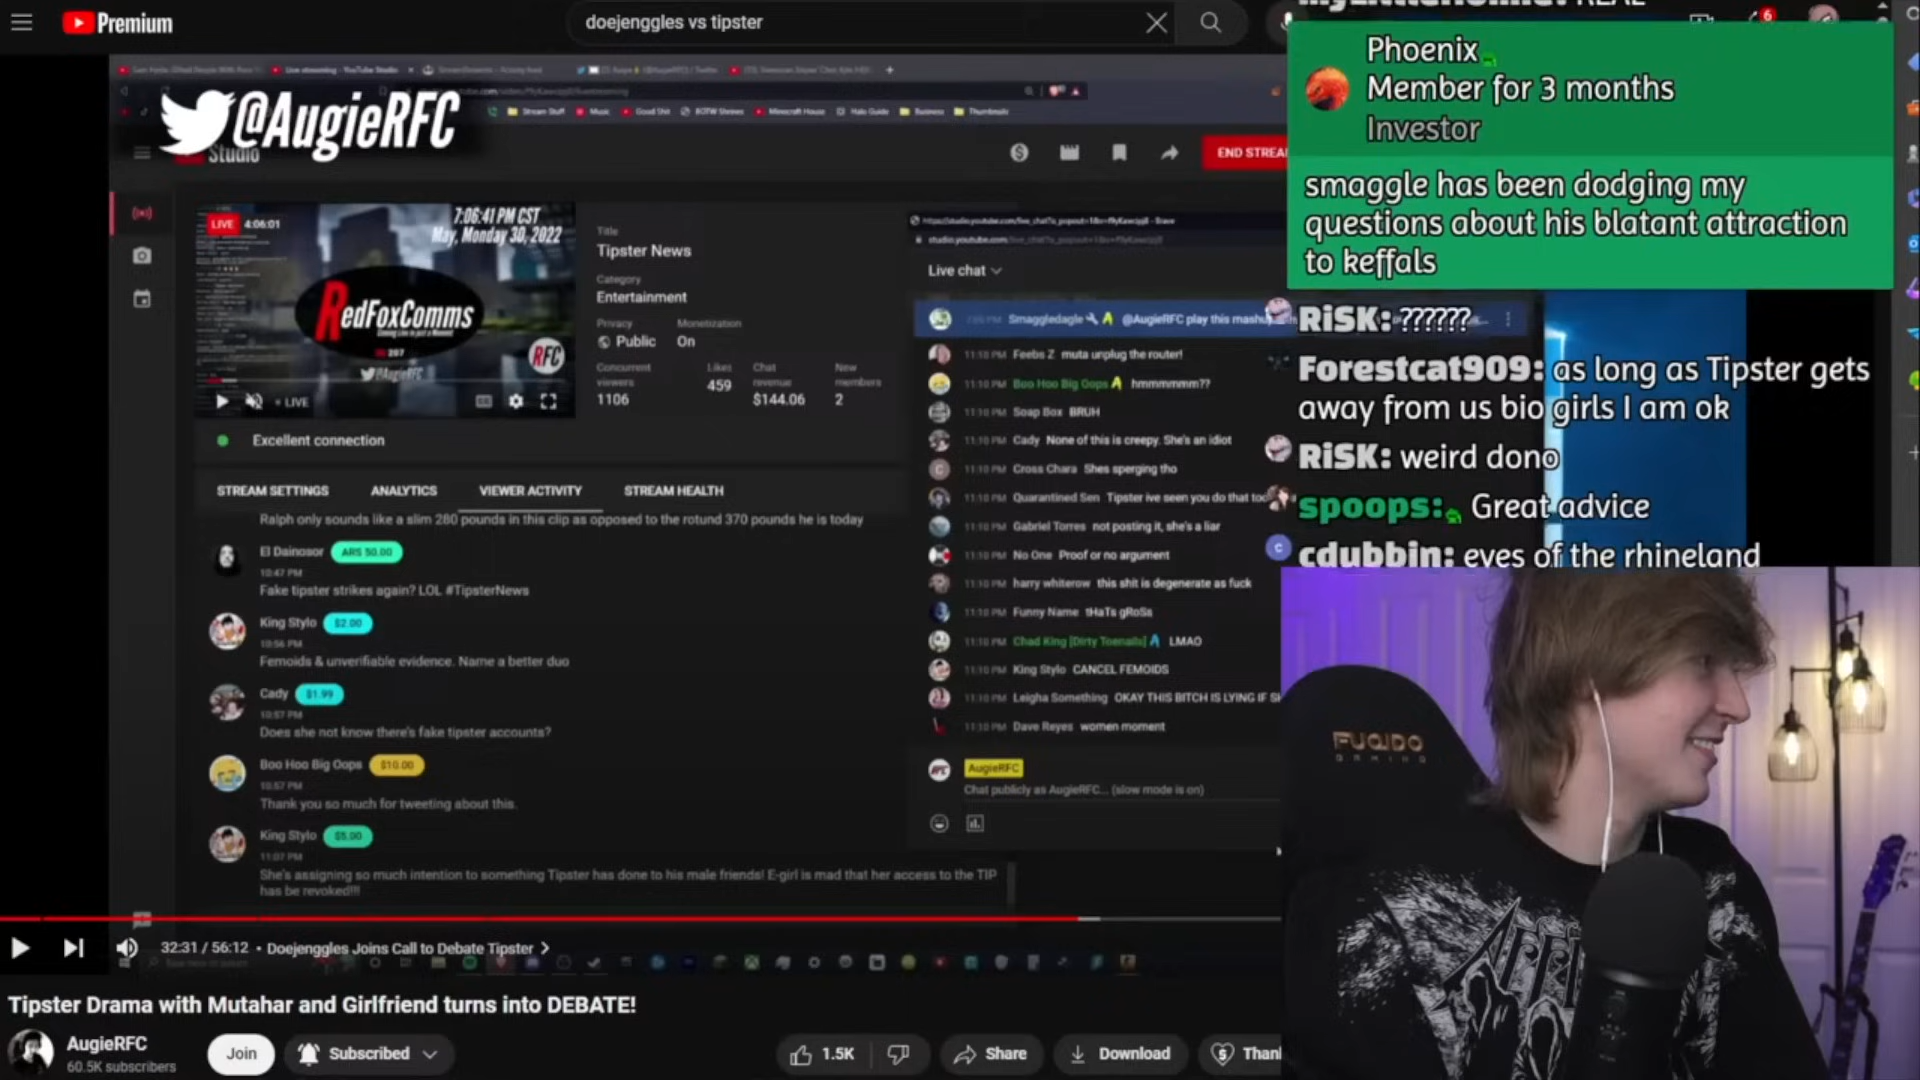 Premium
doejenggles vs tipster
6
Phoenix
Member for 3 months
Investor
smaggle has been dodging my
questions about his blatant attraction
to keffals
RiSK: ??????
Forestcat909: as long as Tipster gets
away from us bio girls I am ok
RiSK: weird dono
spoops: Great advice
cdubbin: eyes of the rhineland
@AugieRFC
Studio
END STREA
LIVE 4:06:01
7:06:41 PM CST
May, Monday 30, 2022
RedFoxComms
@AugieRFC
RFC
LIVE
Title
Tipster News
Category
Entertainment
Privacy
Public
Monetization
On
Concurrent
viewers
1106
Likes
459
Chat
revenue
$144.06
New
members
2
Excellent connection
STREAM SETTINGS
ANALYTICS
VIEWER ACTIVITY
STREAM HEALTH
Ralph only sounds like a slim 280 pounds in this clip as opposed to the rotund 370 pounds he is today
El Dainosor ARS 50.00
10:47 PM
Fake tipster strikes again? LOL #TipsterNews
King Stylo $2.00
10:56 PM
Femoids & unverifiable evidence. Name a better duo
Cady $1.99
10:57 PM
Does she not know there's fake tipster accounts?
Boo Hoo Big Oops $10.00
10:57 PM
Thank you so much for tweeting about this.
King Stylo $5.00
11:07 PM
She's assigning so much intention to something Tipster has done to his male friends! E-girl is mad that her access to the TIP
has be revoked!!!
Live chat
Smaggledagle @AugieRFC play this mashu
11:10 PM Feebs Z muta unplug the router!
11:10 PM Boo Hoo Big Oops hmmmmmm??
11:10 PM Soap Box BRUH
11:10 PM Cady None of this is creepy. She's an idiot
11:10 PM Cross Chara Shes sperging tho
11:10 PM Quarantined Sen Tipster ive seen you do that too
11:10 PM Gabriel Torres not posting it, she's a liar
11:10 PM No One Proof or no argument
11:10 PM harry whiterow this shit is degenerate as fuck
11:10 PM Funny Name tHaTs gRoSs
11:10 PM Chad King [Dirty Toenails] LMAO
11:10 PM King Stylo CANCEL FEMOIDS
11:10 PM Leigha Something OKAY THIS BITCH IS LYING IF S
11:10 PM Dave Reyes women moment
AugieRFC
Chat publicly as AugieRFC... (slow mode is on)
FUQIDO
GAMING
32:31 / 56:12 • Doejenggles Joins Call to Debate Tipster
Tipster Drama with Mutahar and Girlfriend turns into DEBATE!
AugieRFC
60.5K subscribers
Join
Subscribed
1.5K
Share
Download
Than